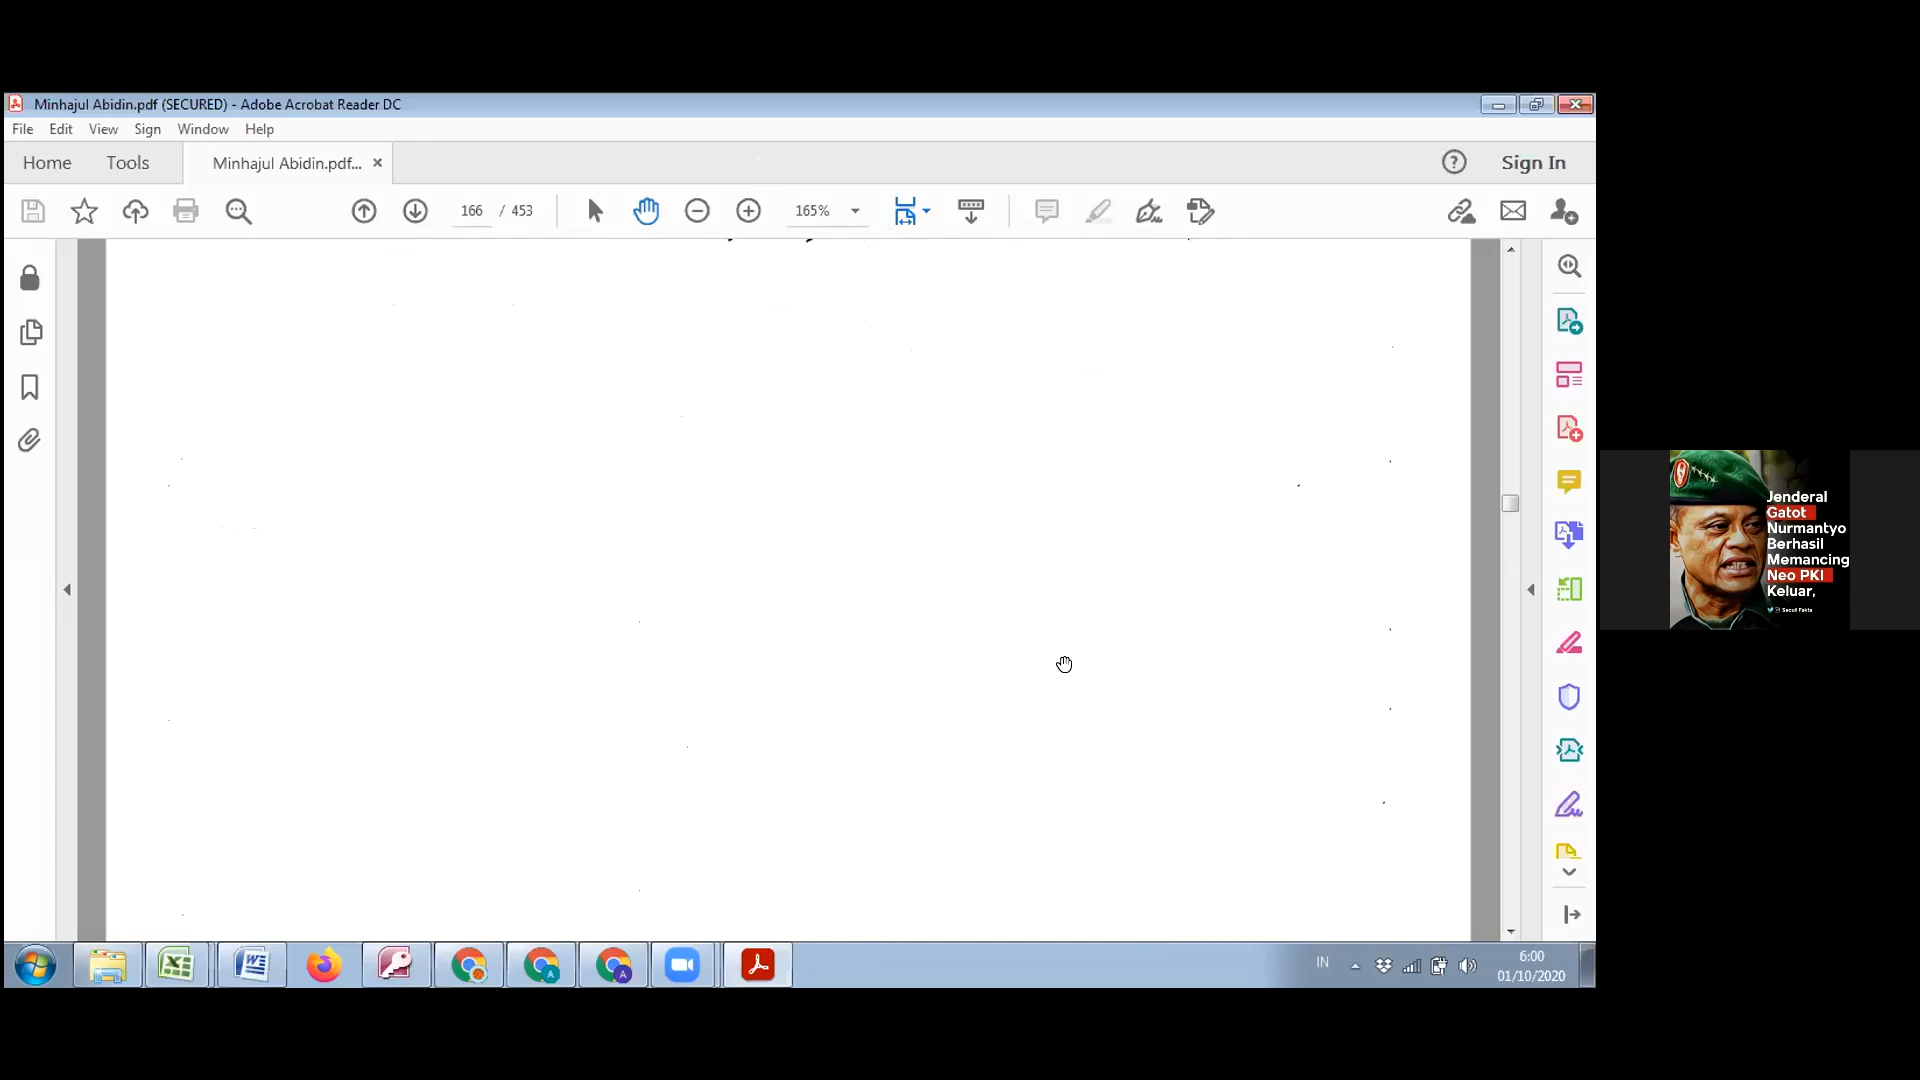 Minhajul Abidin.pdf (SECURED) - Adobe Acrobat Reader DC
File Edit View Sign Window Help
Home Tools Minhajul Abidin.pdf... × Sign In
166 / 453 165%
Jenderal
Gatot
Nurmantyo
Berhasil
Memancing
Neo PKI
Keluar,
Secuil Fakta
IN
6:00
01/10/2020